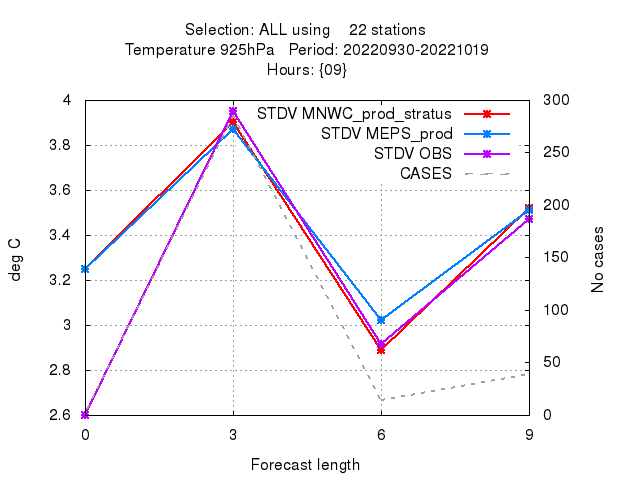 Selection: ALL using 22 stations
Temperature 925hPa Period: 20220930-20221019
Hours: {09}
STDV MNWC_prod_stratus
STDV MEPS_prod
STDV OBS
CASES
4
3.8
3.6
3.4
3.2
3
2.8
2.6
deg C
300
250
200
150
100
50
0
No cases
0 3 6 9
Forecast length